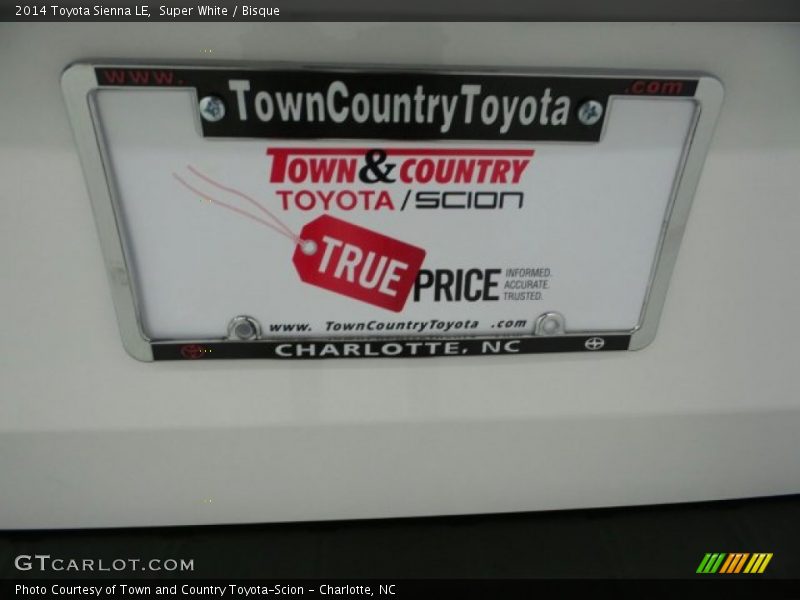 2014 Toyota Sienna LE,  Super White / Bisque
www. .com
TownCountryToyota
TOWN & COUNTRY
TOYOTA / SCION
TRUE PRICE
INFORMED.
ACCURATE.
TRUSTED.
www. TownCountryToyota .com
CHARLOTTE, NC
GTCARLOT.COM
Photo Courtesy of Town and Country Toyota-Scion - Charlotte, NC